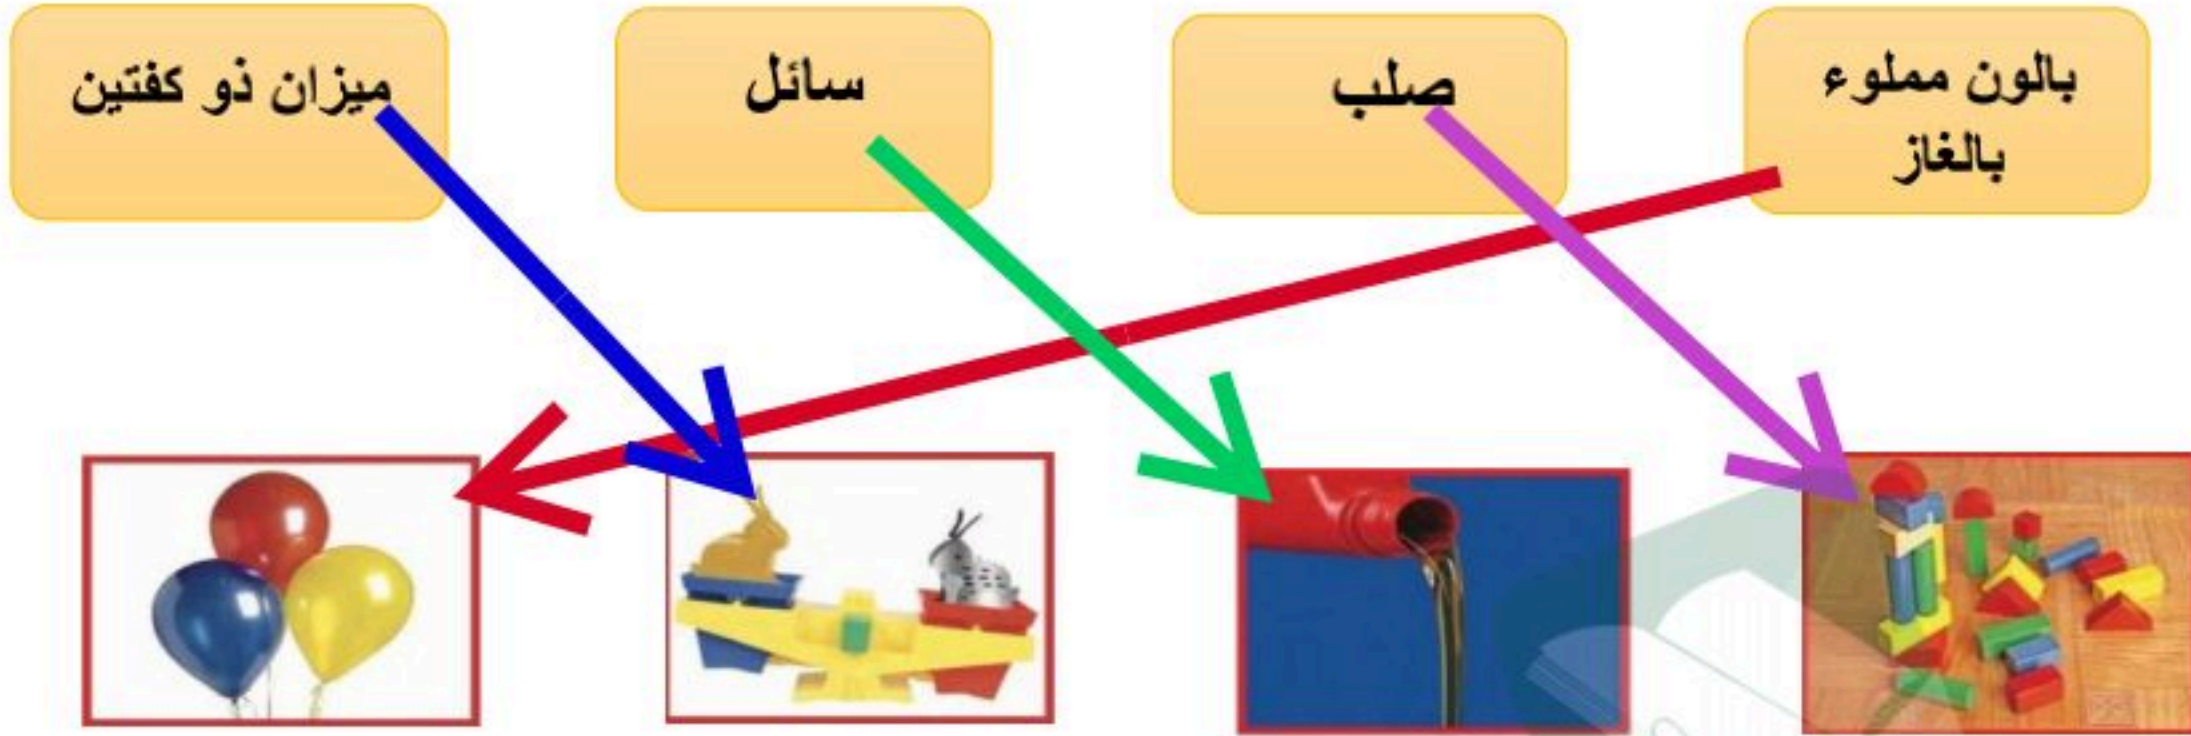 بالون مملوء
بالغاز
صلب
سائل
ميزان ذو كفتين